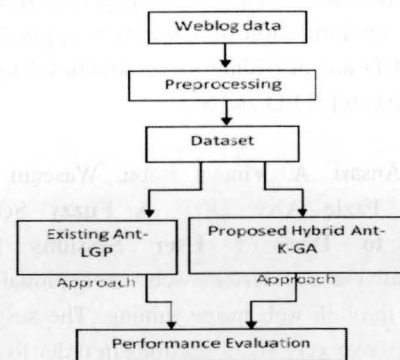 Weblog data
Preprocessing
Dataset
Existing Ant-
LGP
Approach
Proposed Hybrid Ant-
K-GA
Approach
Performance Evaluation